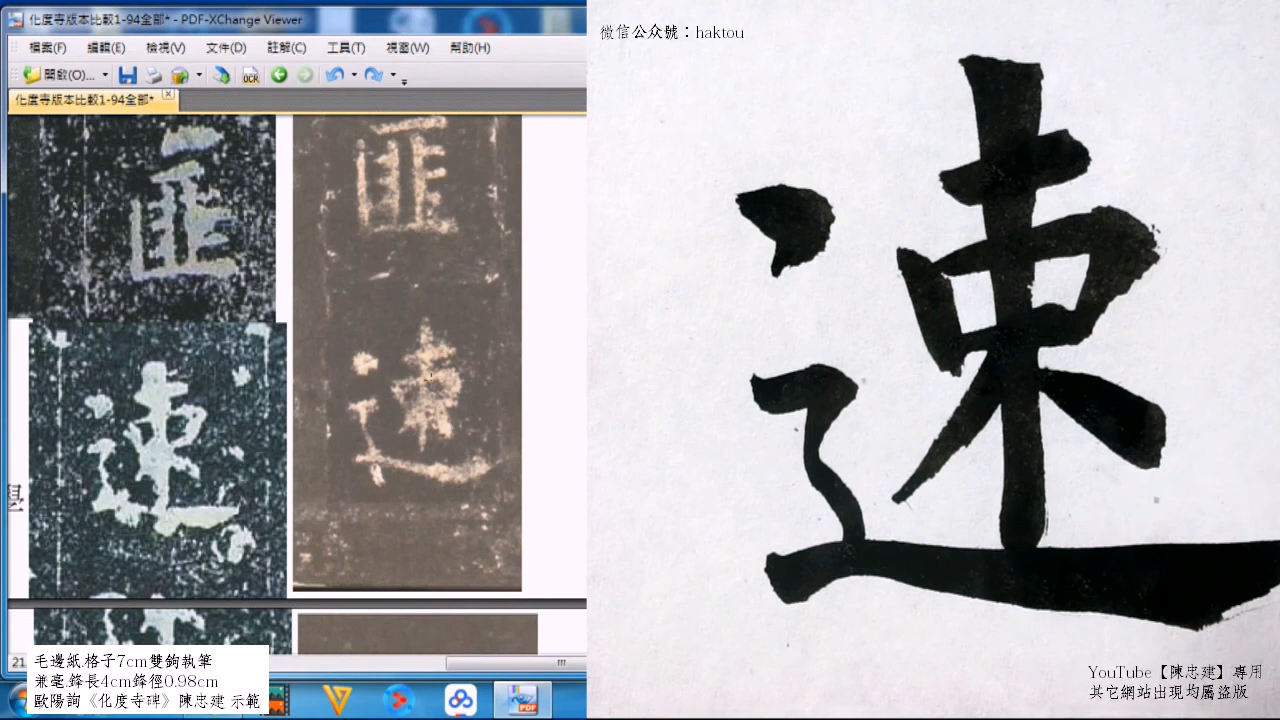 化度寺版本比較1-94全部* - PDF-XChange Viewer
檔案(F) 編輯(E) 檢視(V) 文件(D) 註解(C) 工具(T) 視窗(W) 幫助(H)
開啟(O)...
OCR
化度寺版本比較1-94全部*
匪
匪
速
速
21
毛邊紙.格子7cm雙鉤執筆
兼毫.鋒長4cm鋒徑0.98cm
歐陽詢《化度寺碑》陳忠建 示範
PDF
微信公众號：haktou
速
YouTube【陳忠建】專用
其它網站出現均屬盜版